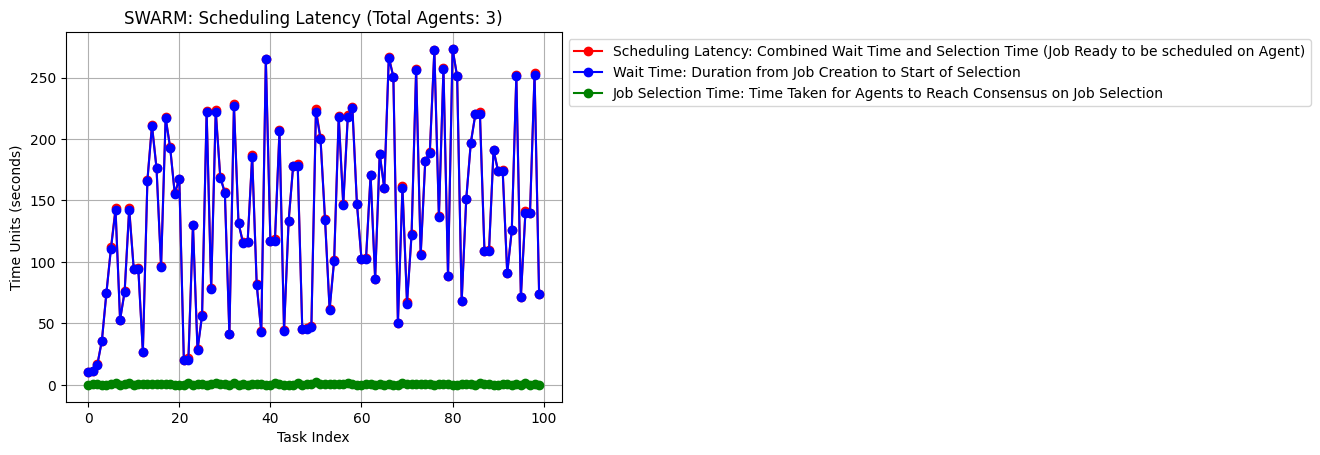 SWARM: Scheduling Latency (Total Agents: 3)
Scheduling Latency: Combined Wait Time and Selection Time (Job Ready to be scheduled on Agent)
Wait Time: Duration from Job Creation to Start of Selection
Job Selection Time: Time Taken for Agents to Reach Consensus on Job Selection
Time Units (seconds)
250
200
150
100
50
0
0 20 40 60 80 100
Task Index